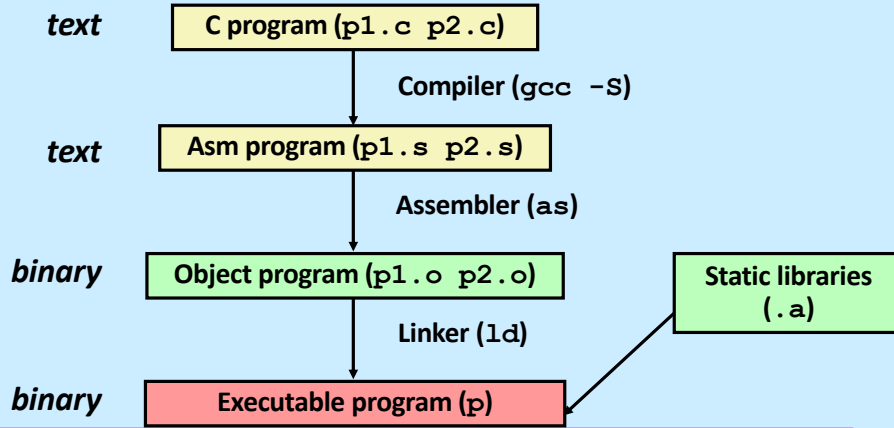 text
C program (p1.c p2.c)
Compiler (gcc -S)
text
Asm program (p1.s p2.s)
Assembler (as)
binary
Object program (p1.o p2.o)
Static libraries
(.a)
Linker (ld)
binary
Executable program (p)